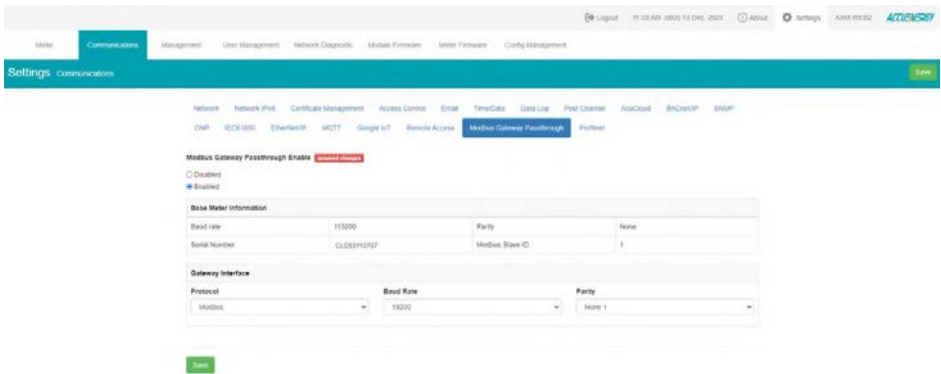 Logout 11:03 AM -0800 13 Dec, 2023 About Settings AXM-WEB2 ACCUENERGY
Meter Communications Management User Management Network Diagnostic Module Firmware Meter Firmware Config Management
Settings Communications Save
Network Network IPv6 Certificate Management Access Control Email Time/Date Data Log Post Channel AcuCloud BACnet/IP SNMP
DNP IEC61850 EtherNet/IP MQTT Google IoT Remote Access Modbus Gateway Passthrough Profinet
Modbus Gateway Passthrough Enable unsaved changes
Disabled
Enabled
Base Meter Information
Baud rate 115200 Parity None
Serial Number Modbus Slave ID 1
Gateway Interface
Protocol Baud Rate Parity
Modbus 19200 None 1
Save